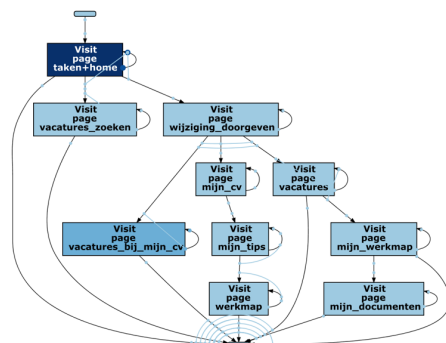 Visit
page
taken+home
Visit
page
vacatures_zoeken
Visit
page
wijziging_doorgeven
Visit
page
mijn_cv
Visit
page
vacatures
Visit
page
vacatures_bij_mijn_cv
Visit
page
mijn_tips
Visit
page
mijn_werkmap
Visit
page
werkmap
Visit
page
mijn_documenten